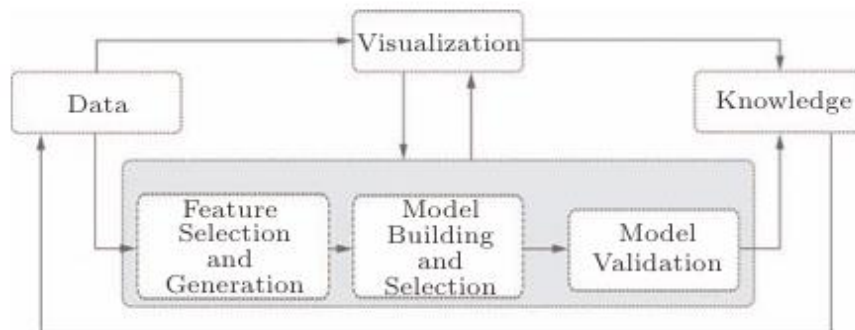 Visualization
Data
Knowledge
Feature
Selection
and
Generation
Model
Building
and
Selection
Model
Validation